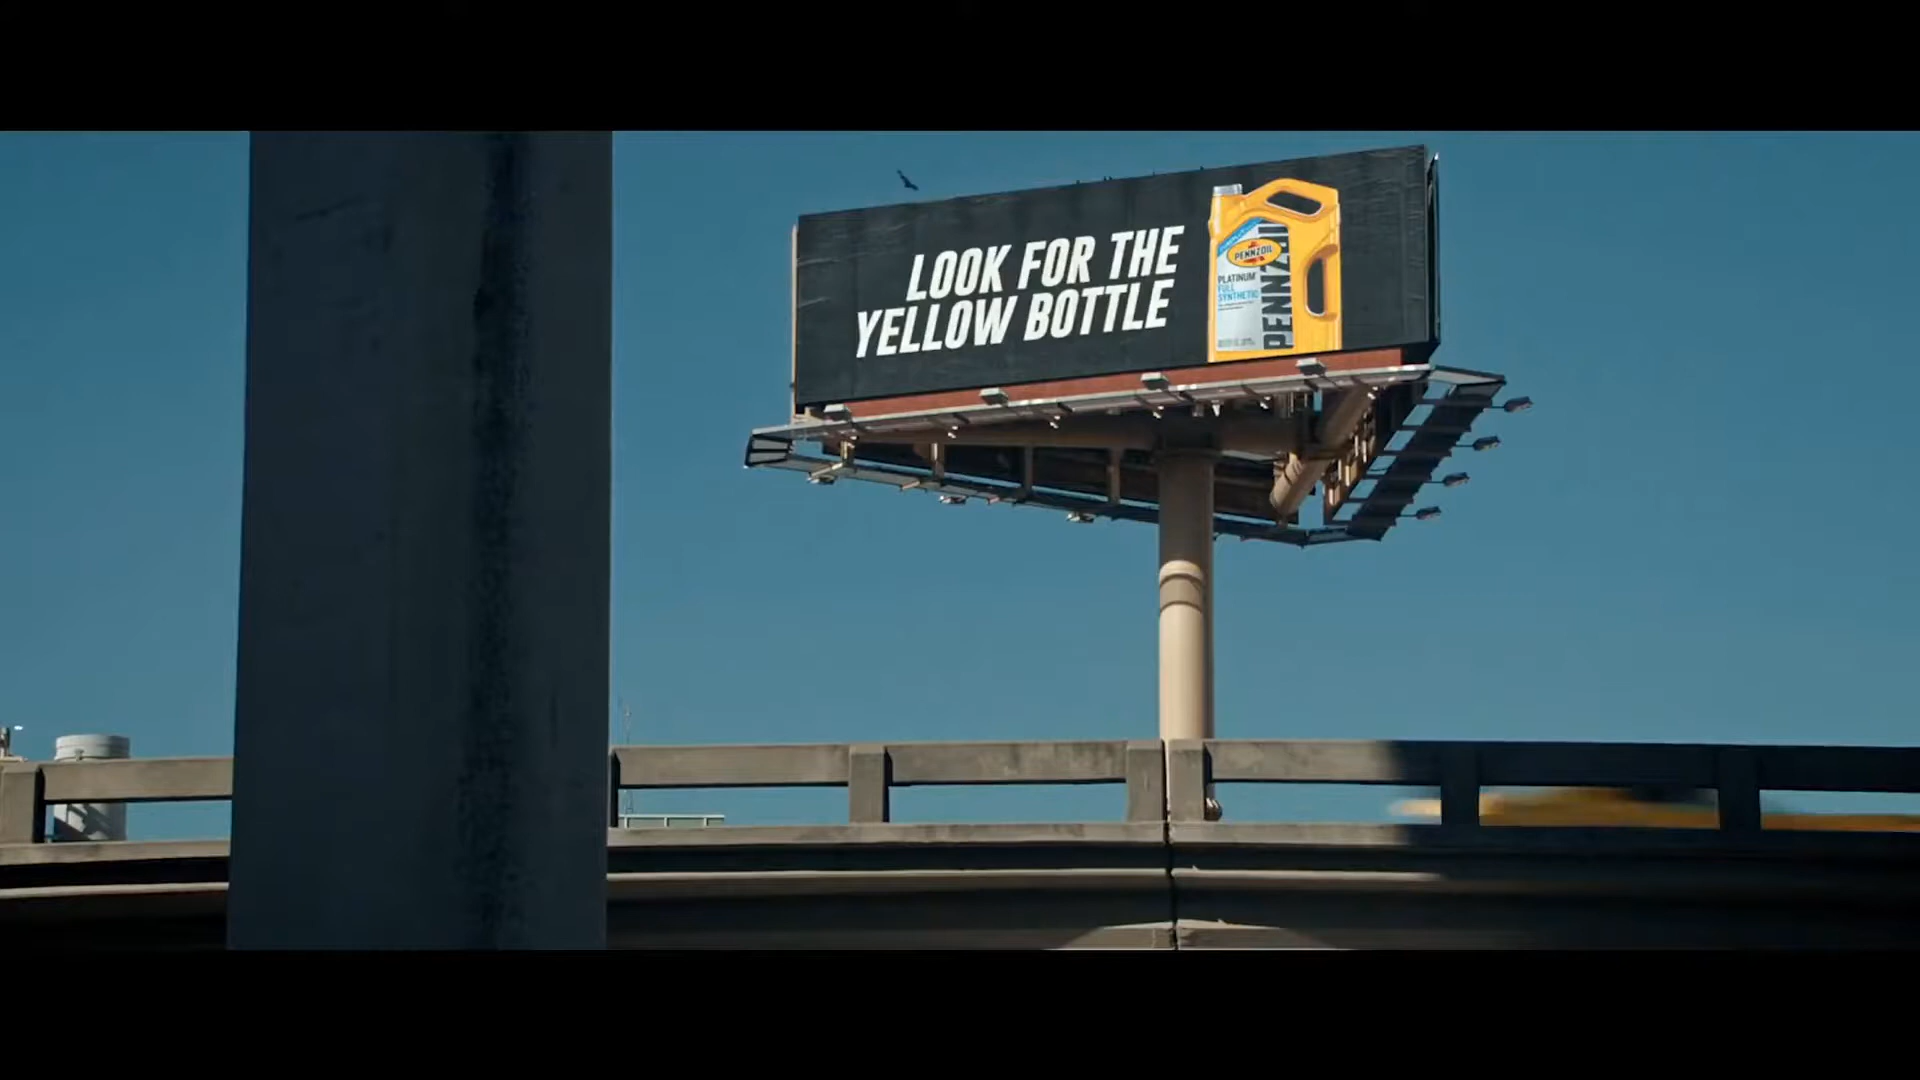 LOOK FOR THE
YELLOW BOTTLE
PENNZOIL
PLATINUM
FULL
SYNTHETIC
PENNZOIL